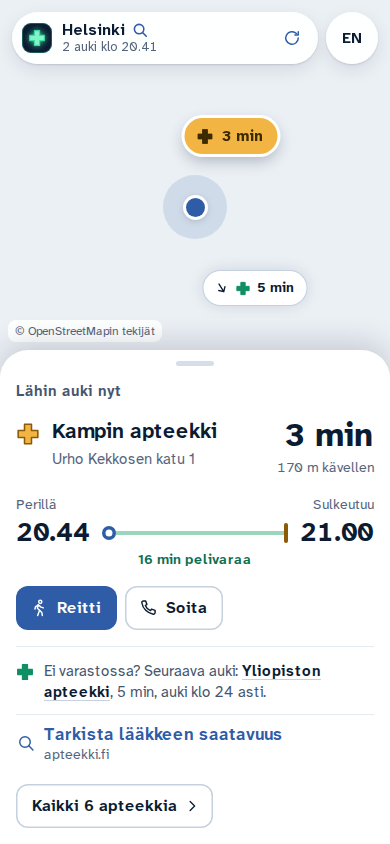 Helsinki
2 auki klo 20.41
EN
3 min
5 min
© OpenStreetMapin tekijät
Lähin auki nyt
Kampin apteekki
3 min
Urho Kekkosen katu 1
170 m kävellen
Perillä
Sulkeutuu
20.44
21.00
16 min pelivaraa
Reitti
Soita
Ei varastossa? Seuraava auki: Yliopiston
apteekki, 5 min, auki klo 24 asti.
Tarkista lääkkeen saatavuus
apteekki.fi
Kaikki 6 apteekkia